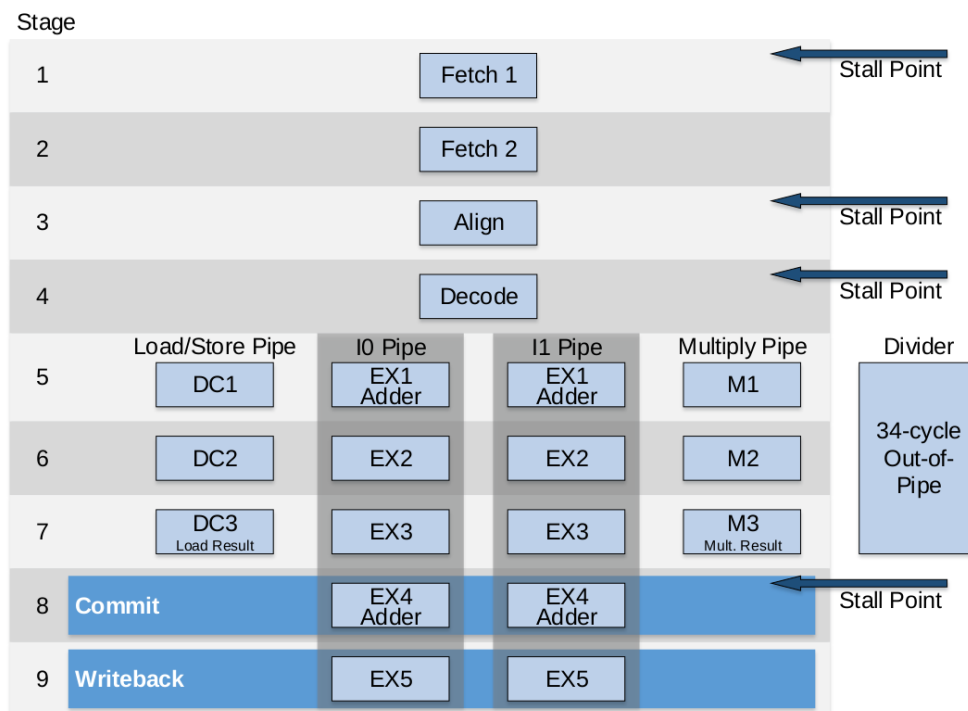 Stage
1
Fetch 1
Stall Point
2
Fetch 2
3
Align
Stall Point
4
Decode
Stall Point
Load/Store Pipe
I0 Pipe
I1 Pipe
Multiply Pipe
Divider
5
DC1
EX1
Adder
EX1
Adder
M1
34-cycle
Out-of-
Pipe
6
DC2
EX2
EX2
M2
7
DC3
Load Result
EX3
EX3
M3
Mult. Result
8
Commit
EX4
Adder
EX4
Adder
Stall Point
9
Writeback
EX5
EX5